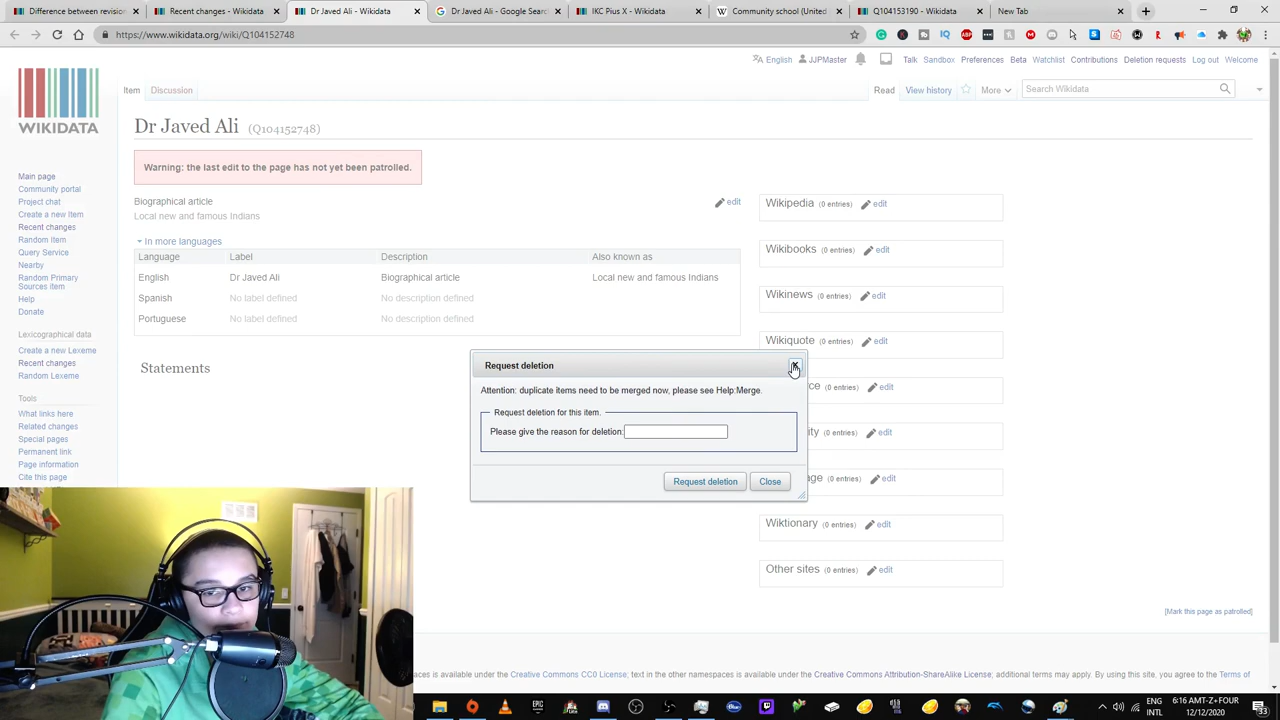 Difference between revisi
Recent changes - Wikidat
Dr Javed Ali - Wikidata
Dr Javed Ali - Google Sea
IKC Pius X - Wikidata
Community school (Unite
Q104153190 - Wikidata
Dr Javed Ali - Wikidata
https://www.wikidata.org/wiki/Q104152748
English JJPMaster Talk Sandbox Preferences Beta Watchlist Contributions Deletion requests Log out Welcome
Item Discussion Read View history More Search Wikidata
WIKIDATA
Dr Javed Ali (Q104152748)
Warning: the last edit to the page has not yet been patrolled.
Main page
Community portal
Project chat
Create a new Item
Recent changes
Random Item
Query Service
Nearby
Random Primary
Sources item
Help
Donate
Lexicographical data
Create a new Lexeme
Recent changes
Random Lexeme
Tools
What links here
Related changes
Special pages
Permanent link
Page information
Cite this page
Biographical article edit
Local new and famous Indians
In more languages
Language Label Description Also known as
English Dr Javed Ali Biographical article Local new and famous Indians
Spanish No label defined No description defined
Portuguese No label defined No description defined
Statements
Wikipedia (0 entries) edit
Wikibooks (0 entries) edit
Wikinews (0 entries) edit
Wikiquote (0 entries) edit
rce (0 entries) edit
ity (0 entries) edit
age (0 entries) edit
Wiktionary (0 entries) edit
Other sites (0 entries) edit
Request deletion
Attention: duplicate items need to be merged now, please see Help:Merge.
Request deletion for this item.
Please give the reason for deletion:
Request deletion Close
[Mark this page as patrolled]
spaces is available under the Creative Commons CC0 License; text in the other namespaces is available under the Creative Commons Attribution-ShareAlike License; additional terms may apply. By using this site, you agree to the Terms of
ENG
INTL
6:16 AMT-Z+FOUR
12/12/2020